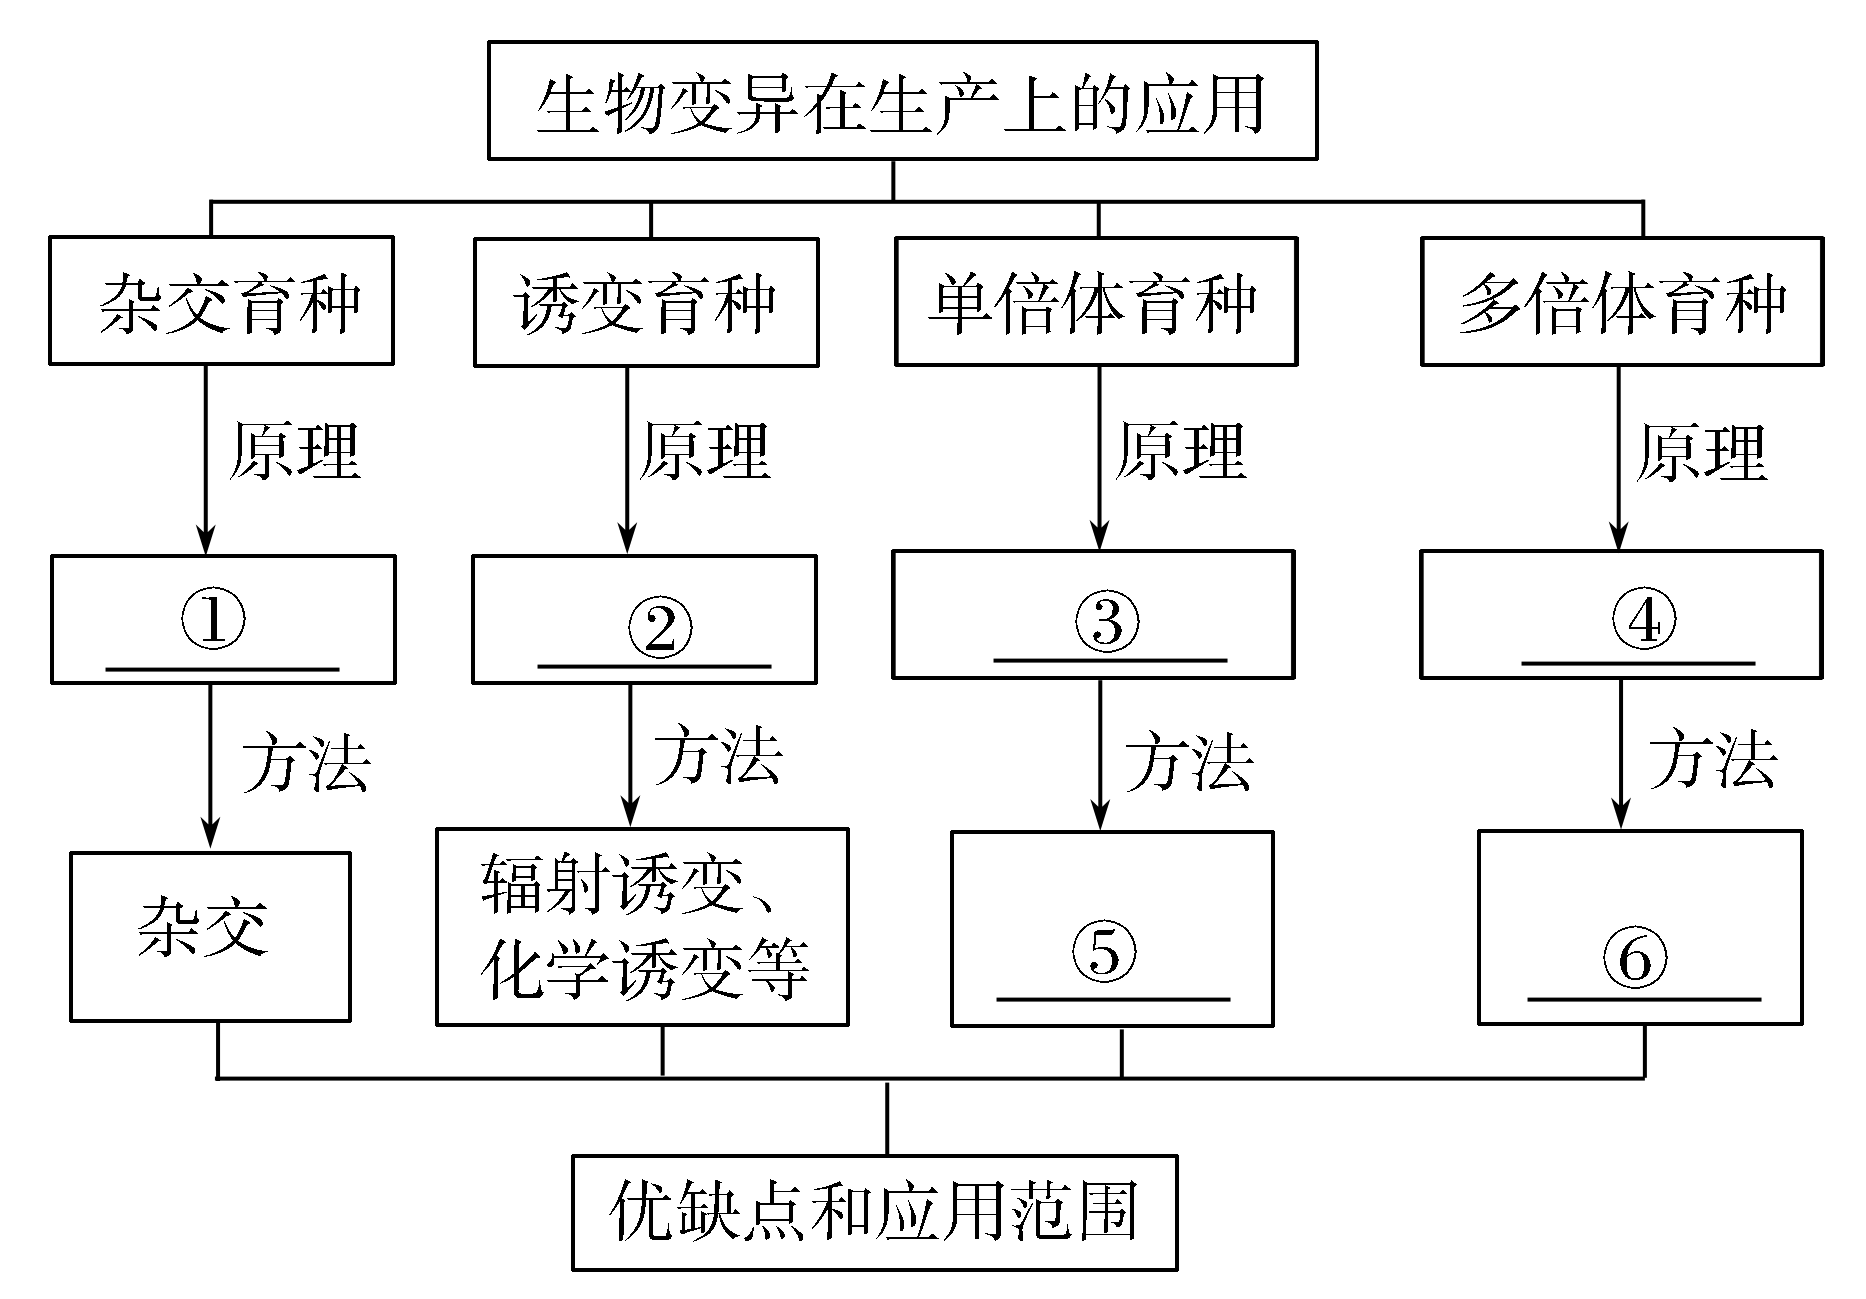 生物变异在生产上的应用
杂交育种
诱变育种
单倍体育种
多倍体育种
原理
原理
原理
原理
①
②
③
④
方法
方法
方法
方法
杂交
辐射诱变、
化学诱变等
⑤
⑥
优缺点和应用范围